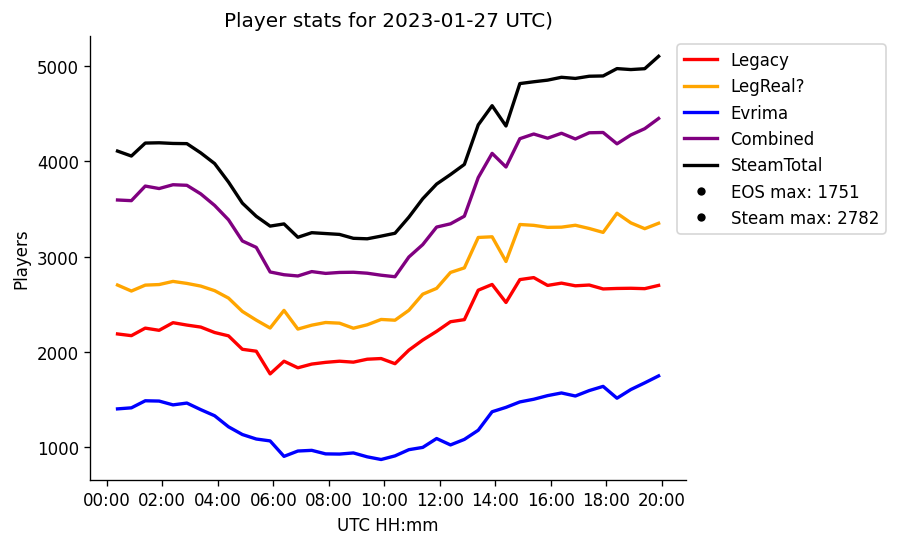 Player stats for 2023-01-27 UTC)
5000
4000
3000
2000
1000
Players
00:00 02:00 04:00 06:00 08:00 10:00 12:00 14:00 16:00 18:00 20:00
UTC HH:mm
Legacy
LegReal?
Evrima
Combined
SteamTotal
EOS max: 1751
Steam max: 2782